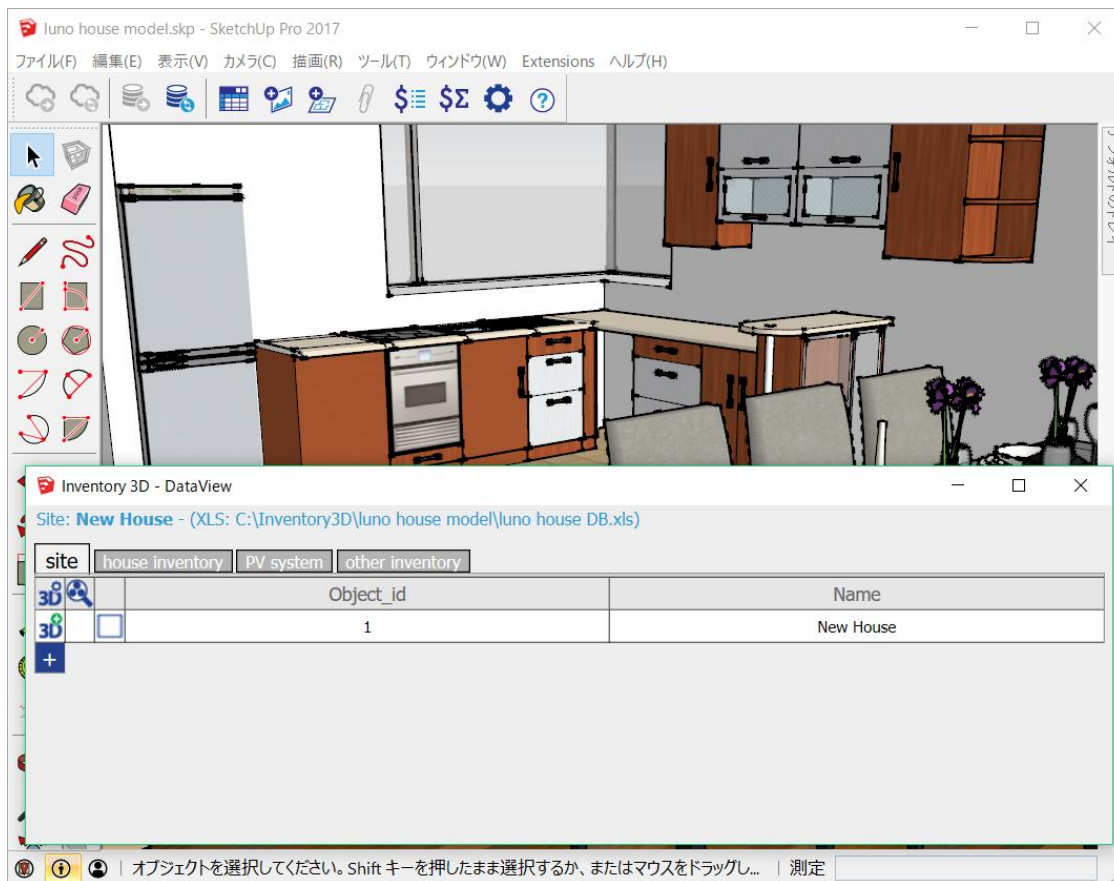 luno house model.skp - SketchUp Pro 2017
ファイル(F) 編集(E) 表示(V) カメラ(C) 描画(R) ツール(T) ウィンドウ(W) Extensions ヘルプ(H)
Inventory 3D - DataView
Site: New House - (XLS: C:\Inventory3D\luno house model\luno house DB.xls)
site house inventory PV system other inventory
3D Object_id Name
3D 1 New House
オブジェクトを選択してください。Shift キーを押したまま選択するか、またはマウスをドラッグし... 測定